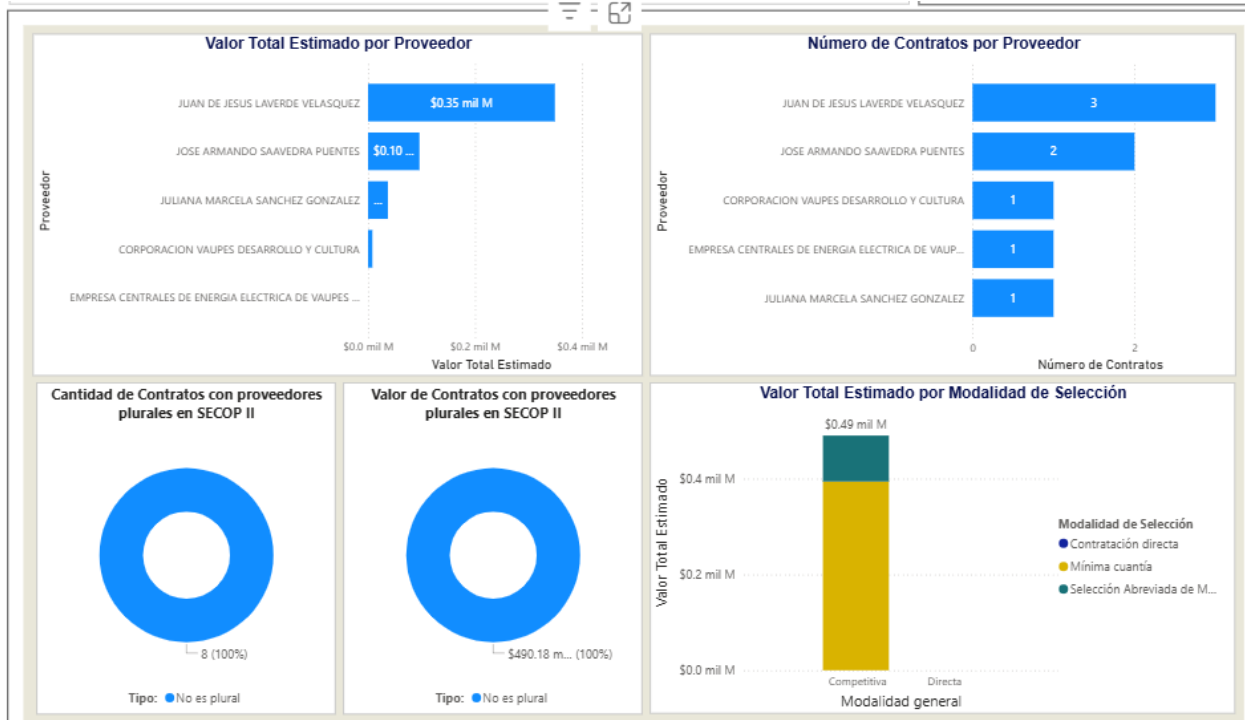 Valor Total Estimado por Proveedor
Proveedor
JUAN DE JESUS LAVERDE VELASQUEZ
$0.35 mil M
JOSE ARMANDO SAAVEDRA PUENTES
$0.10 ...
JULIANA MARCELA SANCHEZ GONZALEZ
...
CORPORACION VAUPES DESARROLLO Y CULTURA
EMPRESA CENTRALES DE ENERGIA ELECTRICA DE VAUPES ...
$0.0 mil M $0.2 mil M $0.4 mil M
Valor Total Estimado
Número de Contratos por Proveedor
Proveedor
JUAN DE JESUS LAVERDE VELASQUEZ
3
JOSE ARMANDO SAAVEDRA PUENTES
2
CORPORACION VAUPES DESARROLLO Y CULTURA
1
EMPRESA CENTRALES DE ENERGIA ELECTRICA DE VAUP...
1
JULIANA MARCELA SANCHEZ GONZALEZ
1
0 2
Número de Contratos
Cantidad de Contratos con proveedores
plurales en SECOP II
8 (100%)
Tipo: No es plural
Valor de Contratos con proveedores
plurales en SECOP II
$490.18 m... (100%)
Tipo: No es plural
Valor Total Estimado por Modalidad de Selección
Valor Total Estimado
$0.49 mil M
$0.4 mil M
$0.2 mil M
$0.0 mil M
Competitiva Directa
Modalidad general
Modalidad de Selección
Contratación directa
Mínima cuantía
Selección Abreviada de M...